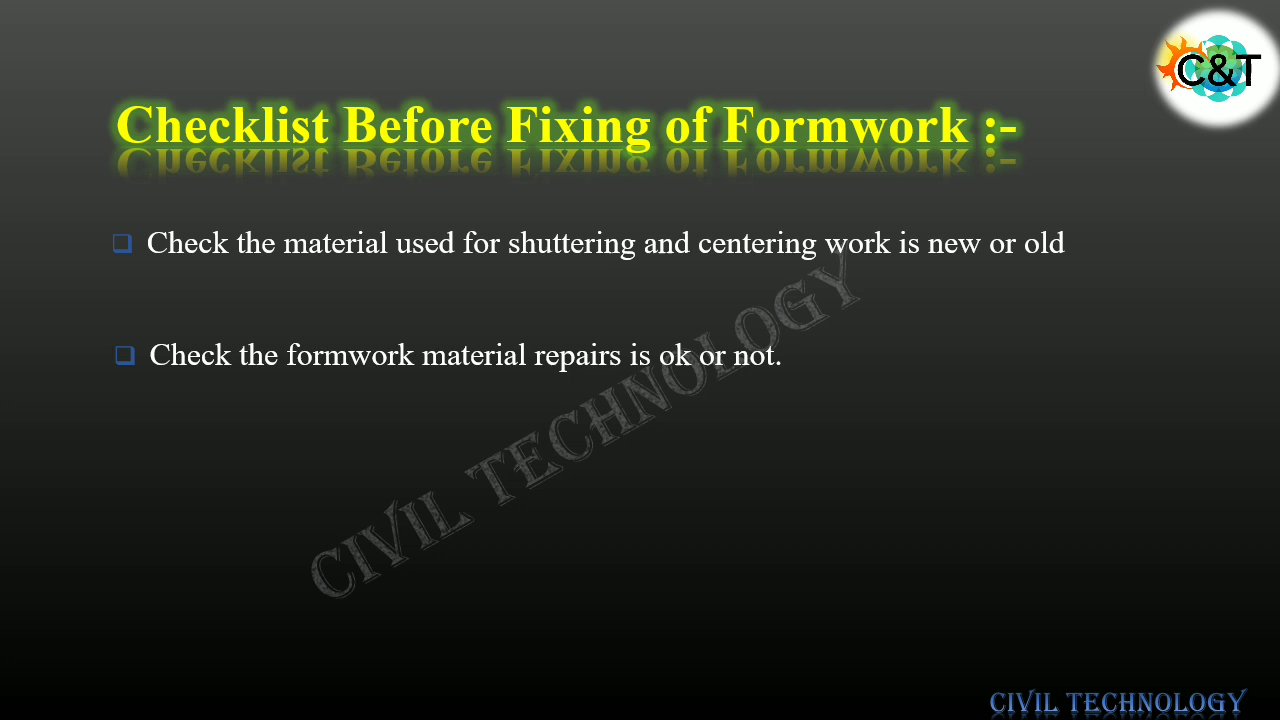 C&T
Checklist Before Fixing of Formwork :-
Check the material used for shuttering and centering work is new or old
Check the formwork material repairs is ok or not.
CIVIL TECHNOLOGY
CIVIL TECHNOLOGY